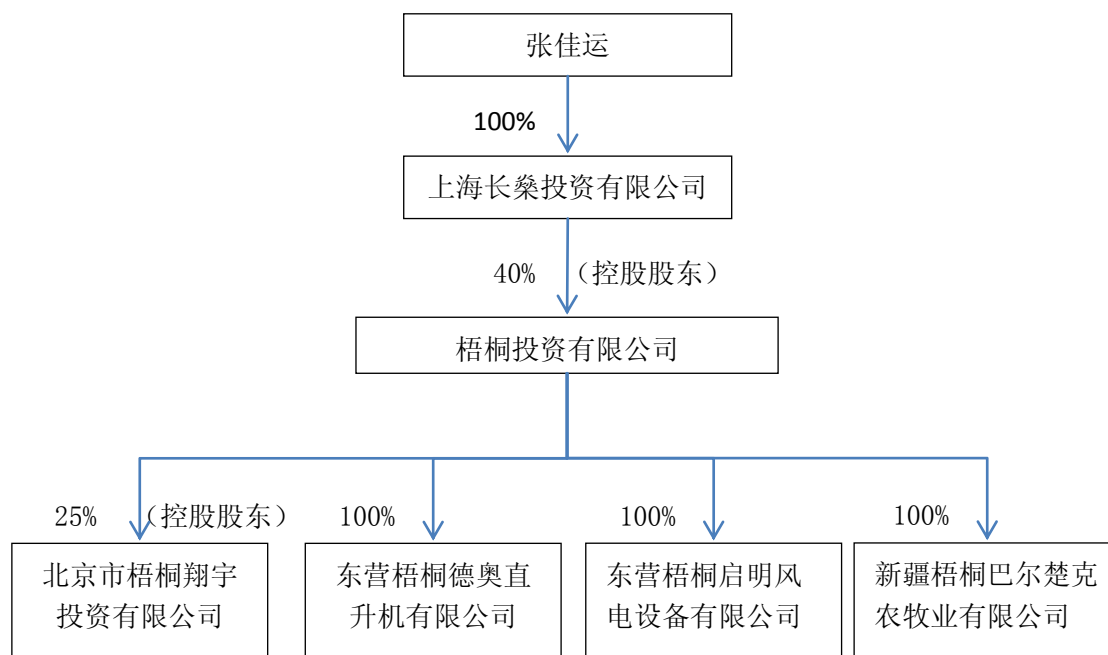 张佳运
100%
上海长燊投资有限公司
40% （控股股东）
梧桐投资有限公司
25% （控股股东） 100% 100% 100%
北京市梧桐翔宇
投资有限公司
东营梧桐德奥直
升机有限公司
东营梧桐启明风
电设备有限公司
新疆梧桐巴尔楚克
农牧业有限公司